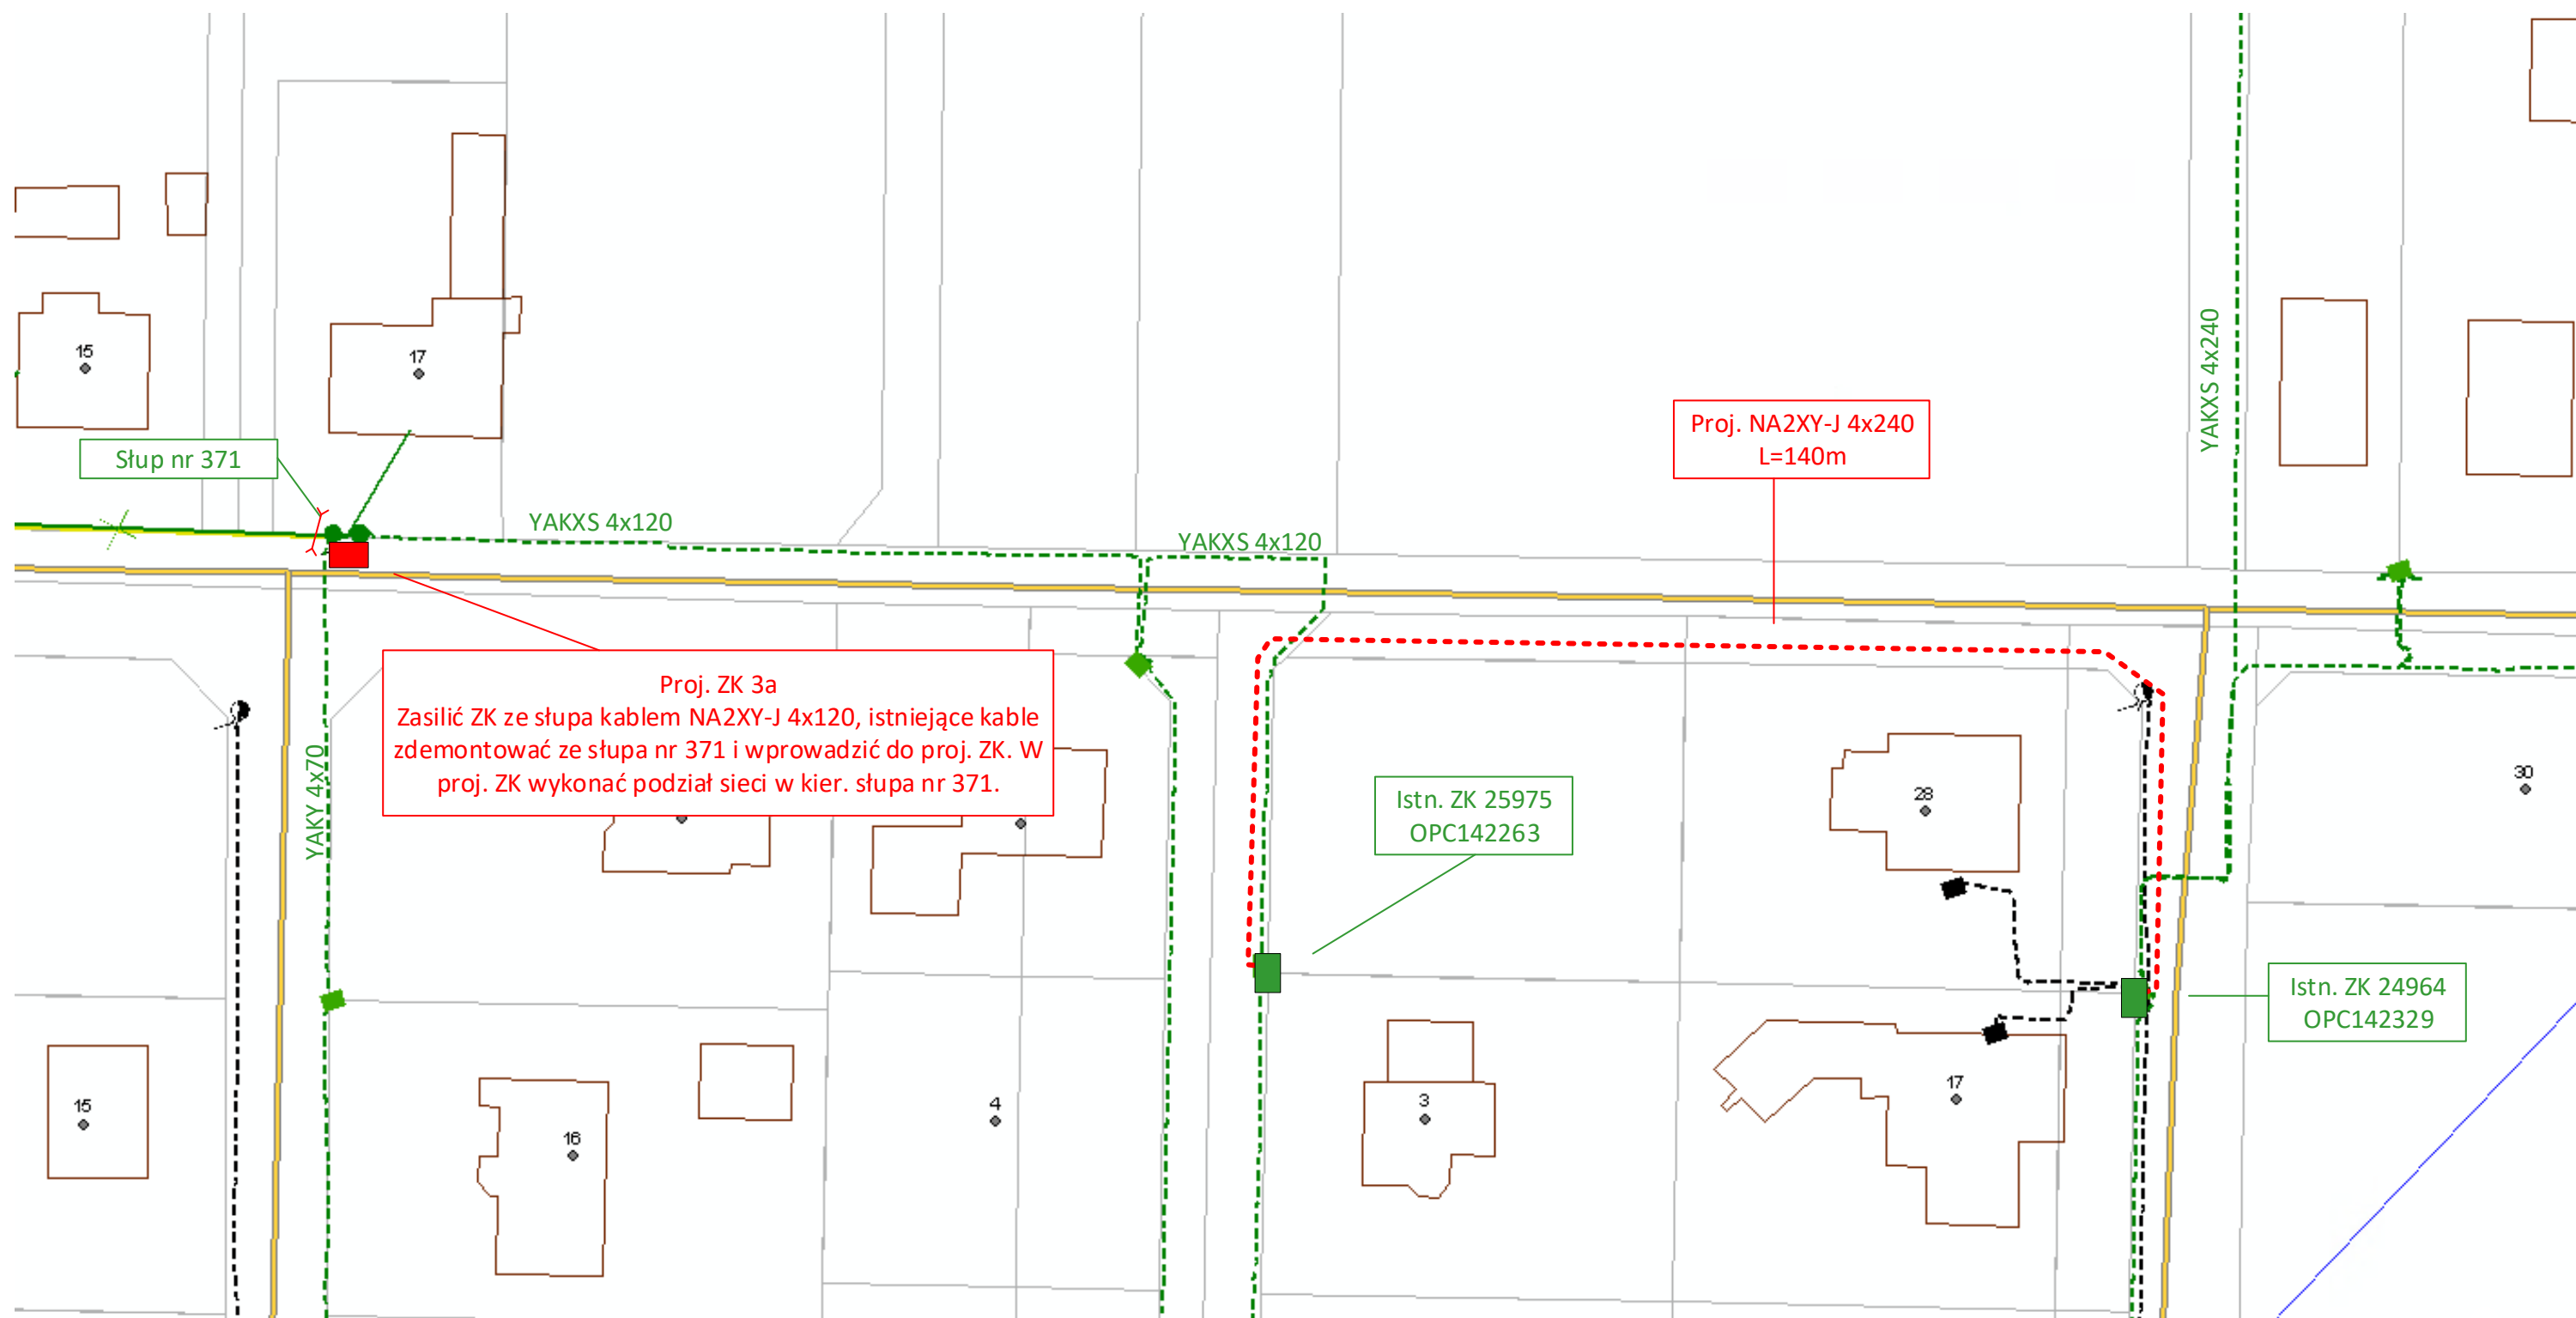 15
17
Słup nr 371
YAKXS 4x120
YAKXS 4x120
YAKXS 4x240
Proj. NA2XY-J 4x240
L=140m
Proj. ZK 3a
Zasilić ZK ze słupa kablem NA2XY-J 4x120, istniejące kable
zdemontować ze słupa nr 371 i wprowadzić do proj. ZK. W
proj. ZK wykonać podział sieci w kier. słupa nr 371.
YAKY 4x70
Istn. ZK 25975
OPC142263
28
30
Istn. ZK 24964
OPC142329
15
16
4
3
17